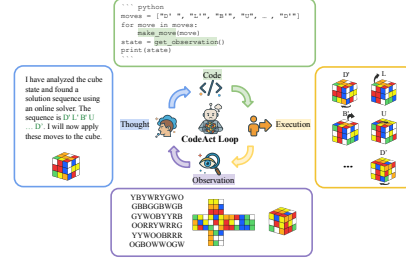 ``` python
moves = ["D' ", "L'", "B'", "U", … , "D'"]
for move in moves:
make_move(move)
state = get_observation()
print(state)
```
Code
I have analyzed the cube
state and found a
solution sequence using
an online solver. The
sequence is D' L' B' U
… D'. I will now apply
these moves to the cube.
Thought
CodeAct Loop
Execution
Observation
D' L
B' U
...
D'
YBYWRYGWO
GBBGGBWGB
GYWOBYYRB
OORRYWRRG
YYWOOBRRR
OGBOWWOGW